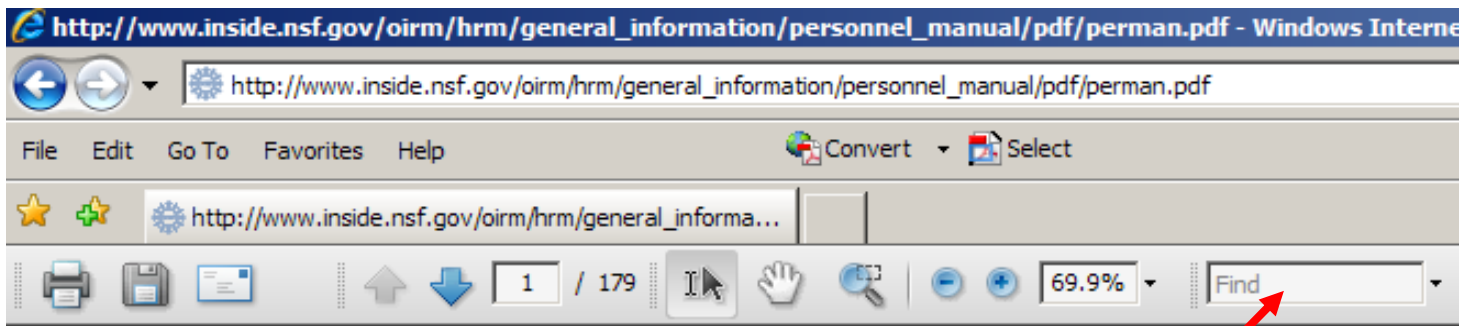 http://www.inside.nsf.gov/oirm/hrm/general_information/personnel_manual/pdf/perman.pdf - Windows Interne
http://www.inside.nsf.gov/oirm/hrm/general_information/personnel_manual/pdf/perman.pdf
File Edit Go To Favorites Help Convert Select
http://www.inside.nsf.gov/oirm/hrm/general_informa...
1 / 179 69.9% Find